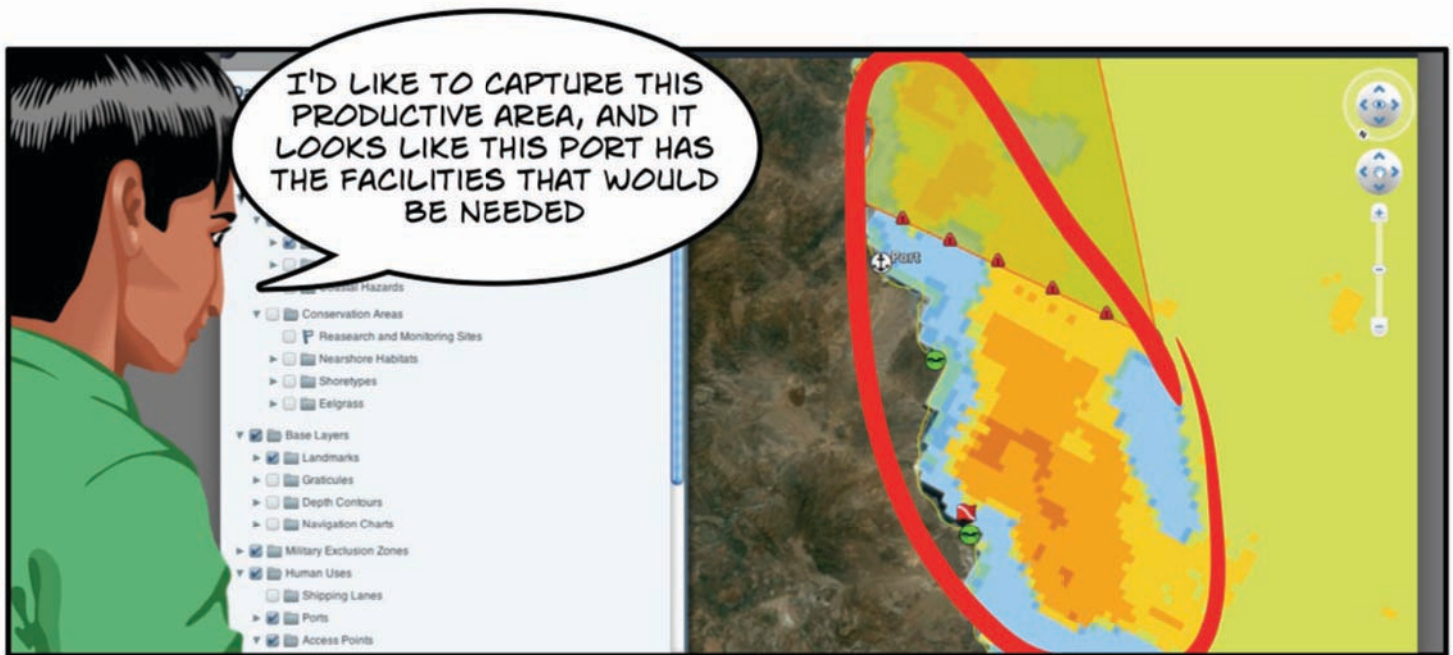 I'D LIKE TO CAPTURE THIS
PRODUCTIVE AREA, AND IT
LOOKS LIKE THIS PORT HAS
THE FACILITIES THAT WOULD
BE NEEDED
Coastal Hazards
Conservation Areas
Reasearch and Monitoring Sites
Nearshore Habitats
Shoretypes
Eelgrass
Base Layers
Landmarks
Graticules
Depth Contours
Navigation Charts
Military Exclusion Zones
Human Uses
Shipping Lanes
Ports
Access Points
Port